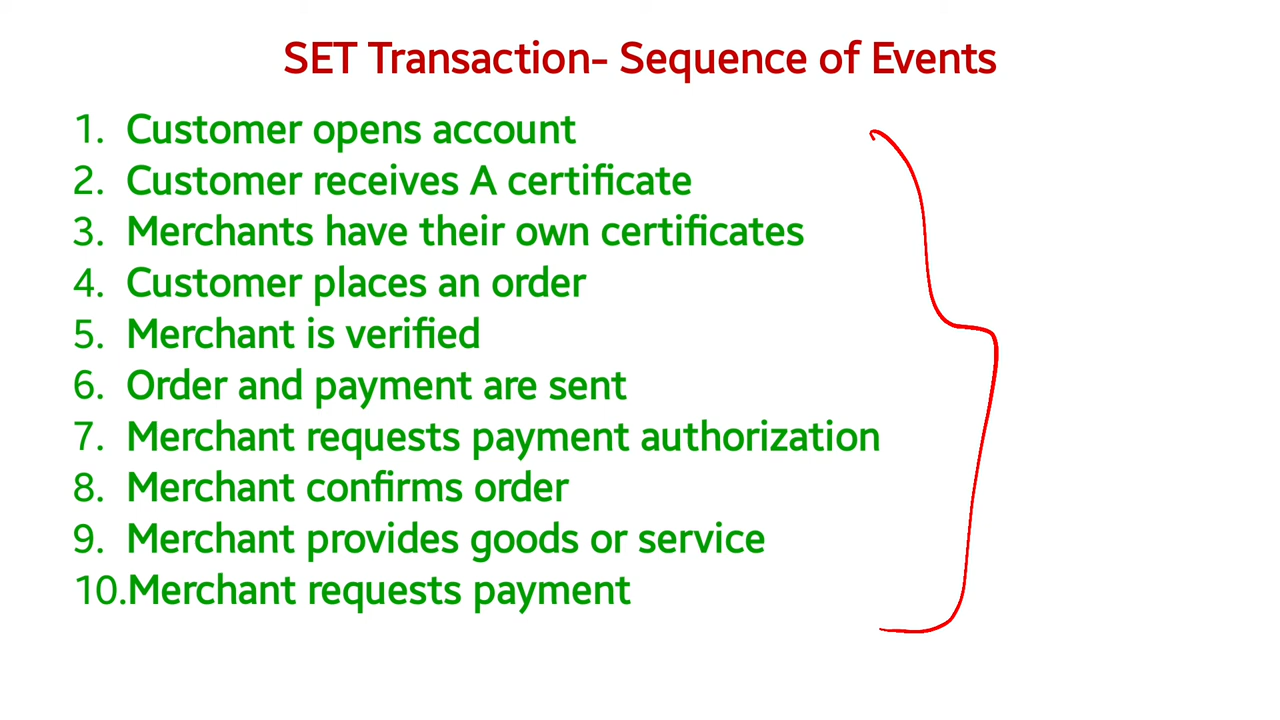 SET Transaction- Sequence of Events
1. Customer opens account
2. Customer receives A certificate
3. Merchants have their own certificates
4. Customer places an order
5. Merchant is verified
6. Order and payment are sent
7. Merchant requests payment authorization
8. Merchant confirms order
9. Merchant provides goods or service
10.Merchant requests payment